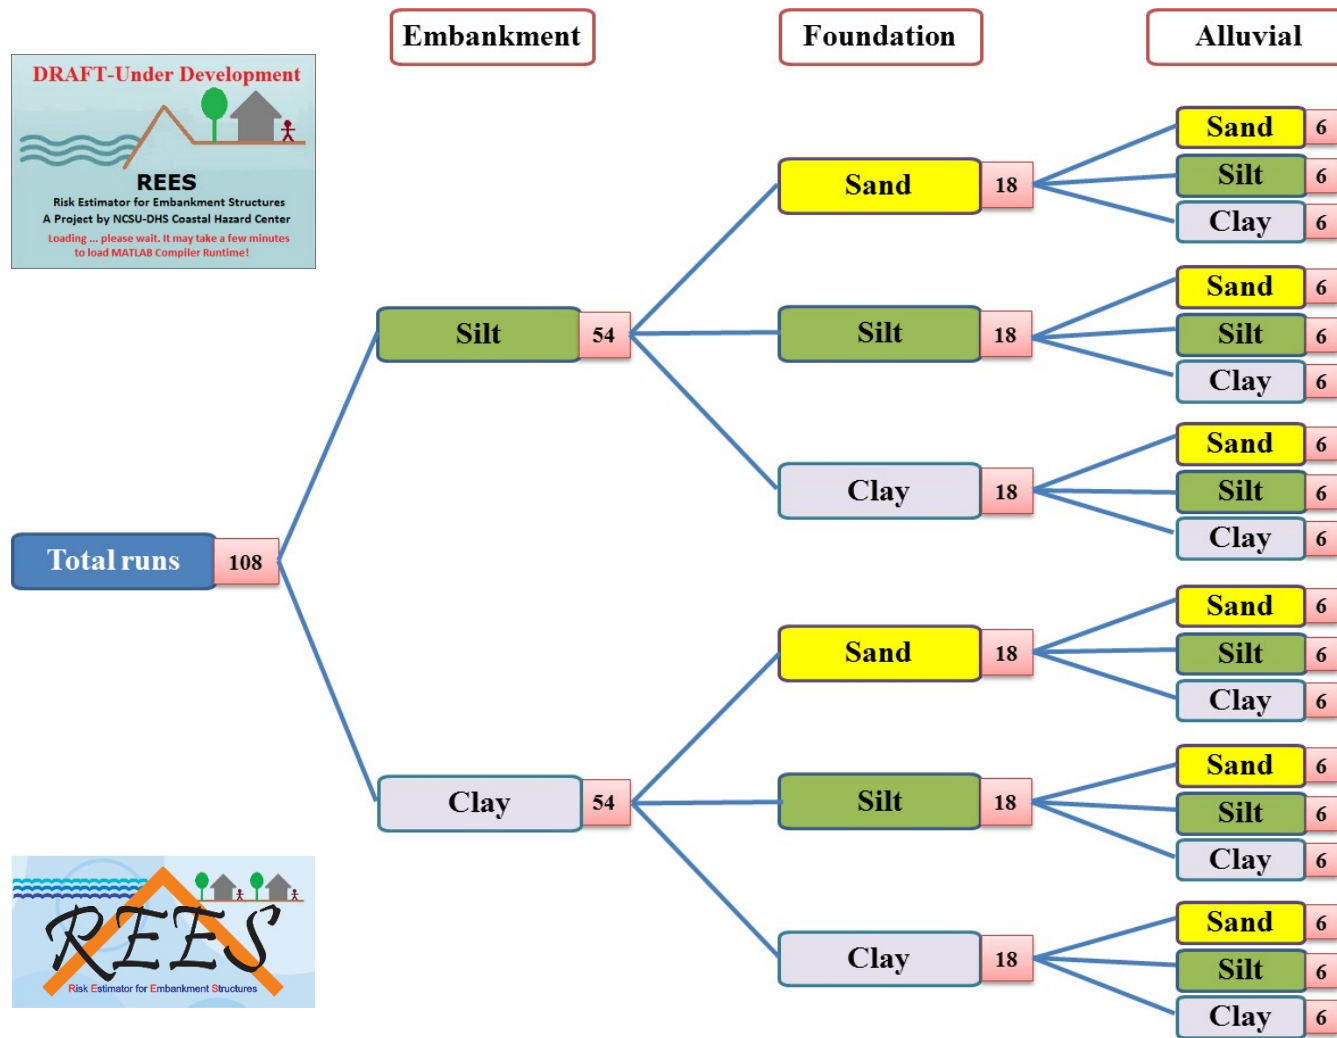 Embankment
Foundation
Alluvial
DRAFT-Under Development
REES
Risk Estimator for Embankment Structures
A Project by NCSU-DHS Coastal Hazard Center
Loading ... please wait. It may take a few minutes
to load MATLAB Compiler Runtime!
Total runs 108
Silt 54
Sand 18
Sand 6
Silt 6
Clay 6
Silt 18
Sand 6
Silt 6
Clay 6
Clay 18
Sand 6
Silt 6
Clay 6
Clay 54
Sand 18
Sand 6
Silt 6
Clay 6
Silt 18
Sand 6
Silt 6
Clay 6
Clay 18
Sand 6
Silt 6
Clay 6
REES
Risk Estimator for Embankment Structures